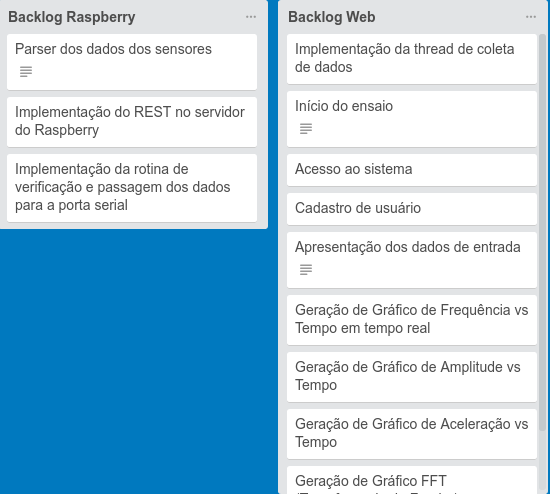 Backlog Raspberry
Parser dos dados dos sensores
Implementação do REST no servidor
do Raspberry
Implementação da rotina de
verificação e passagem dos dados
para a porta serial
Backlog Web
Implementação da thread de coleta
de dados
Início do ensaio
Acesso ao sistema
Cadastro de usuário
Apresentação dos dados de entrada
Geração de Gráfico de Frequência vs
Tempo em tempo real
Geração de Gráfico de Amplitude vs
Tempo
Geração de Gráfico de Aceleração vs
Tempo
Geração de Gráfico FFT